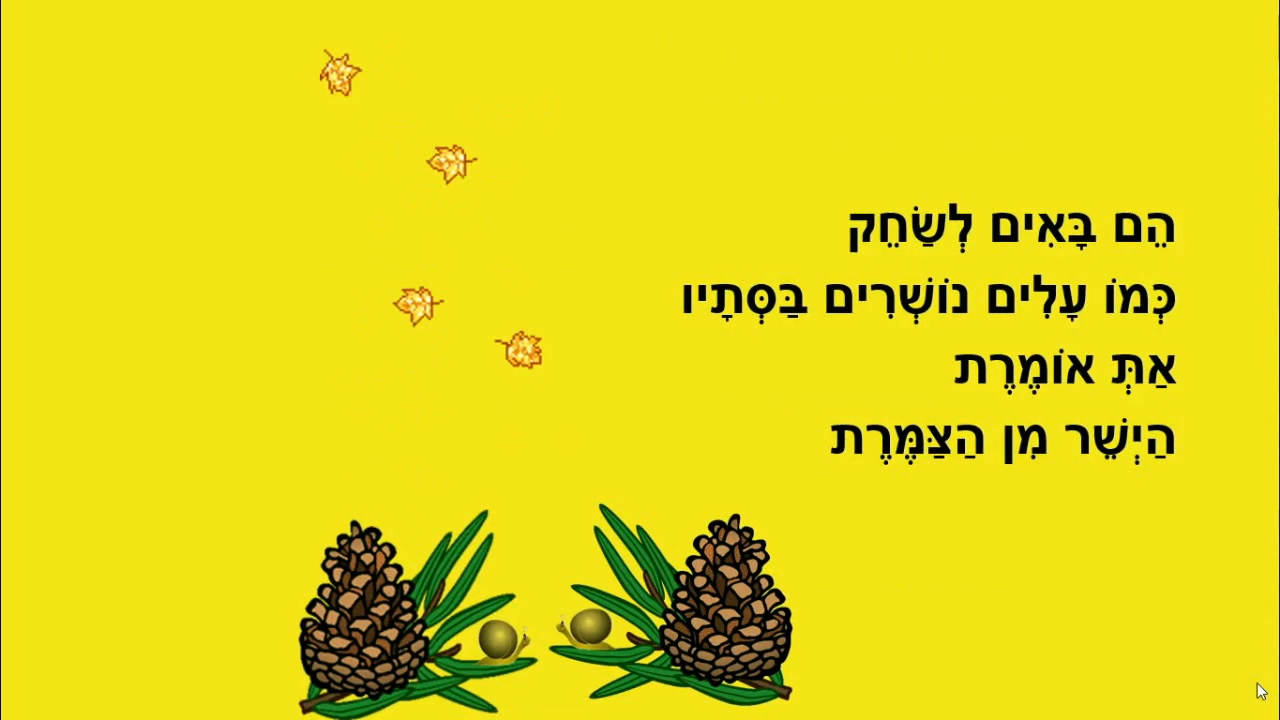 הֵם בָּאִים לְשַׂחֵק
כְּמוֹ עָלִים נוֹשְׁרִים בַּסְּתָיו
אַתְּ אוֹמֶרֶת
הַיְשֵׁר מִן הַצַּמֶּרֶת